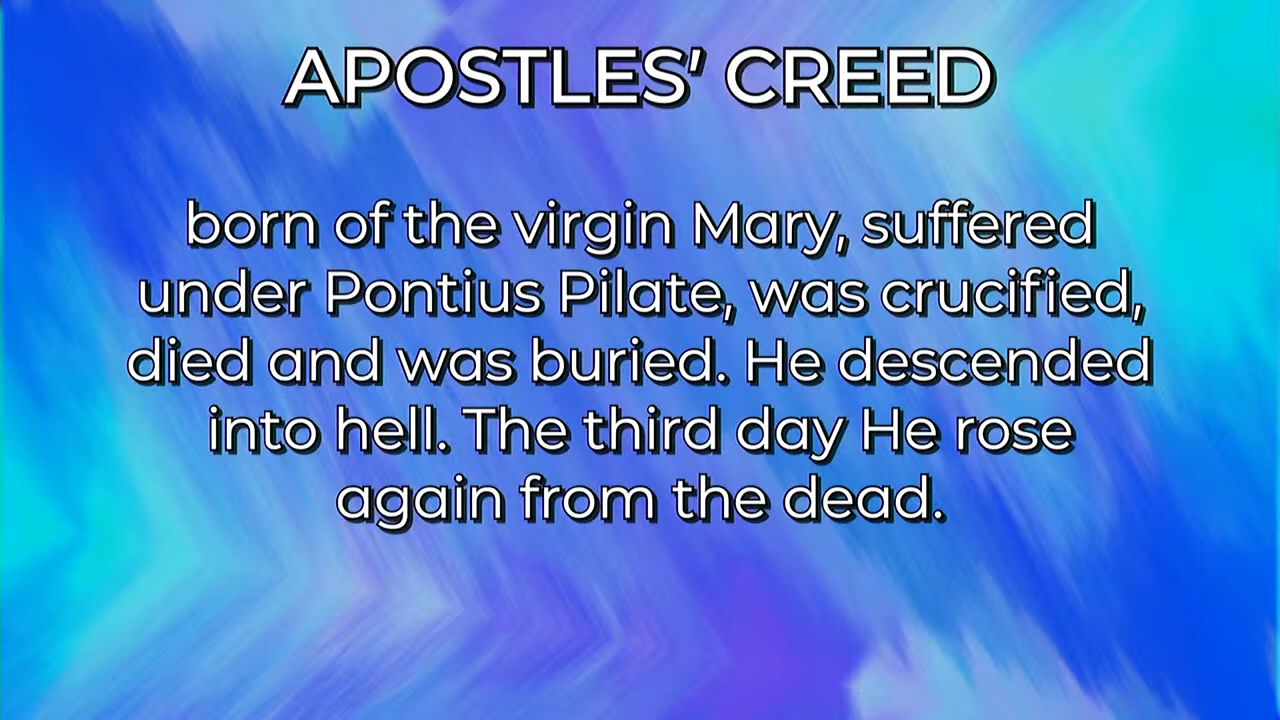 APOSTLES’ CREED
born of the virgin Mary, suffered
under Pontius Pilate, was crucified,
died and was buried. He descended
into hell. The third day He rose
again from the dead.